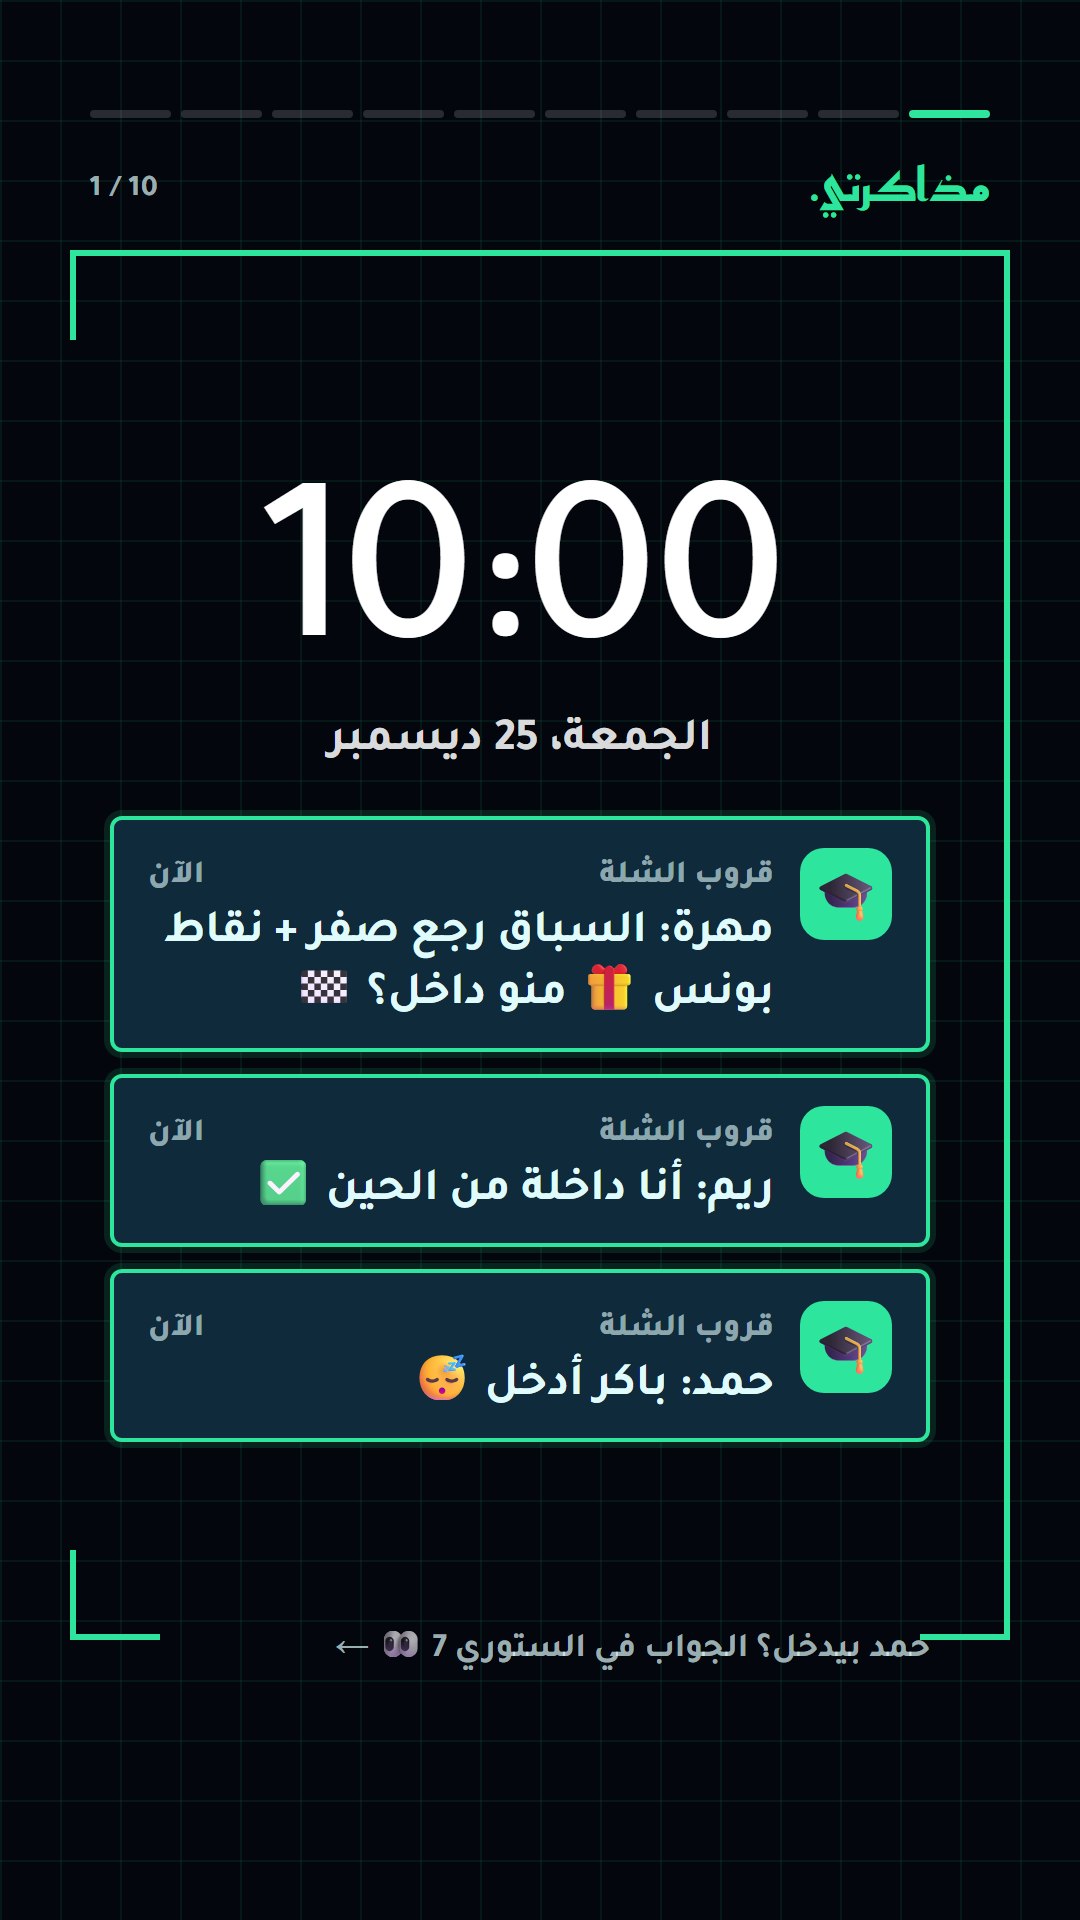 مذاكرتي.
1 / 10
10:00
الجمعة، 25 ديسمبر
قروب الشلة
الآن
مهرة: السباق رجع صفر + نقاط
بونس 🎁 منو داخل؟ 🏁
قروب الشلة
الآن
ريم: أنا داخلة من الحين ✅
قروب الشلة
الآن
حمد: باكر أدخل 😴
حمد بيدخل؟ الجواب في الستوري 7 👀 ←